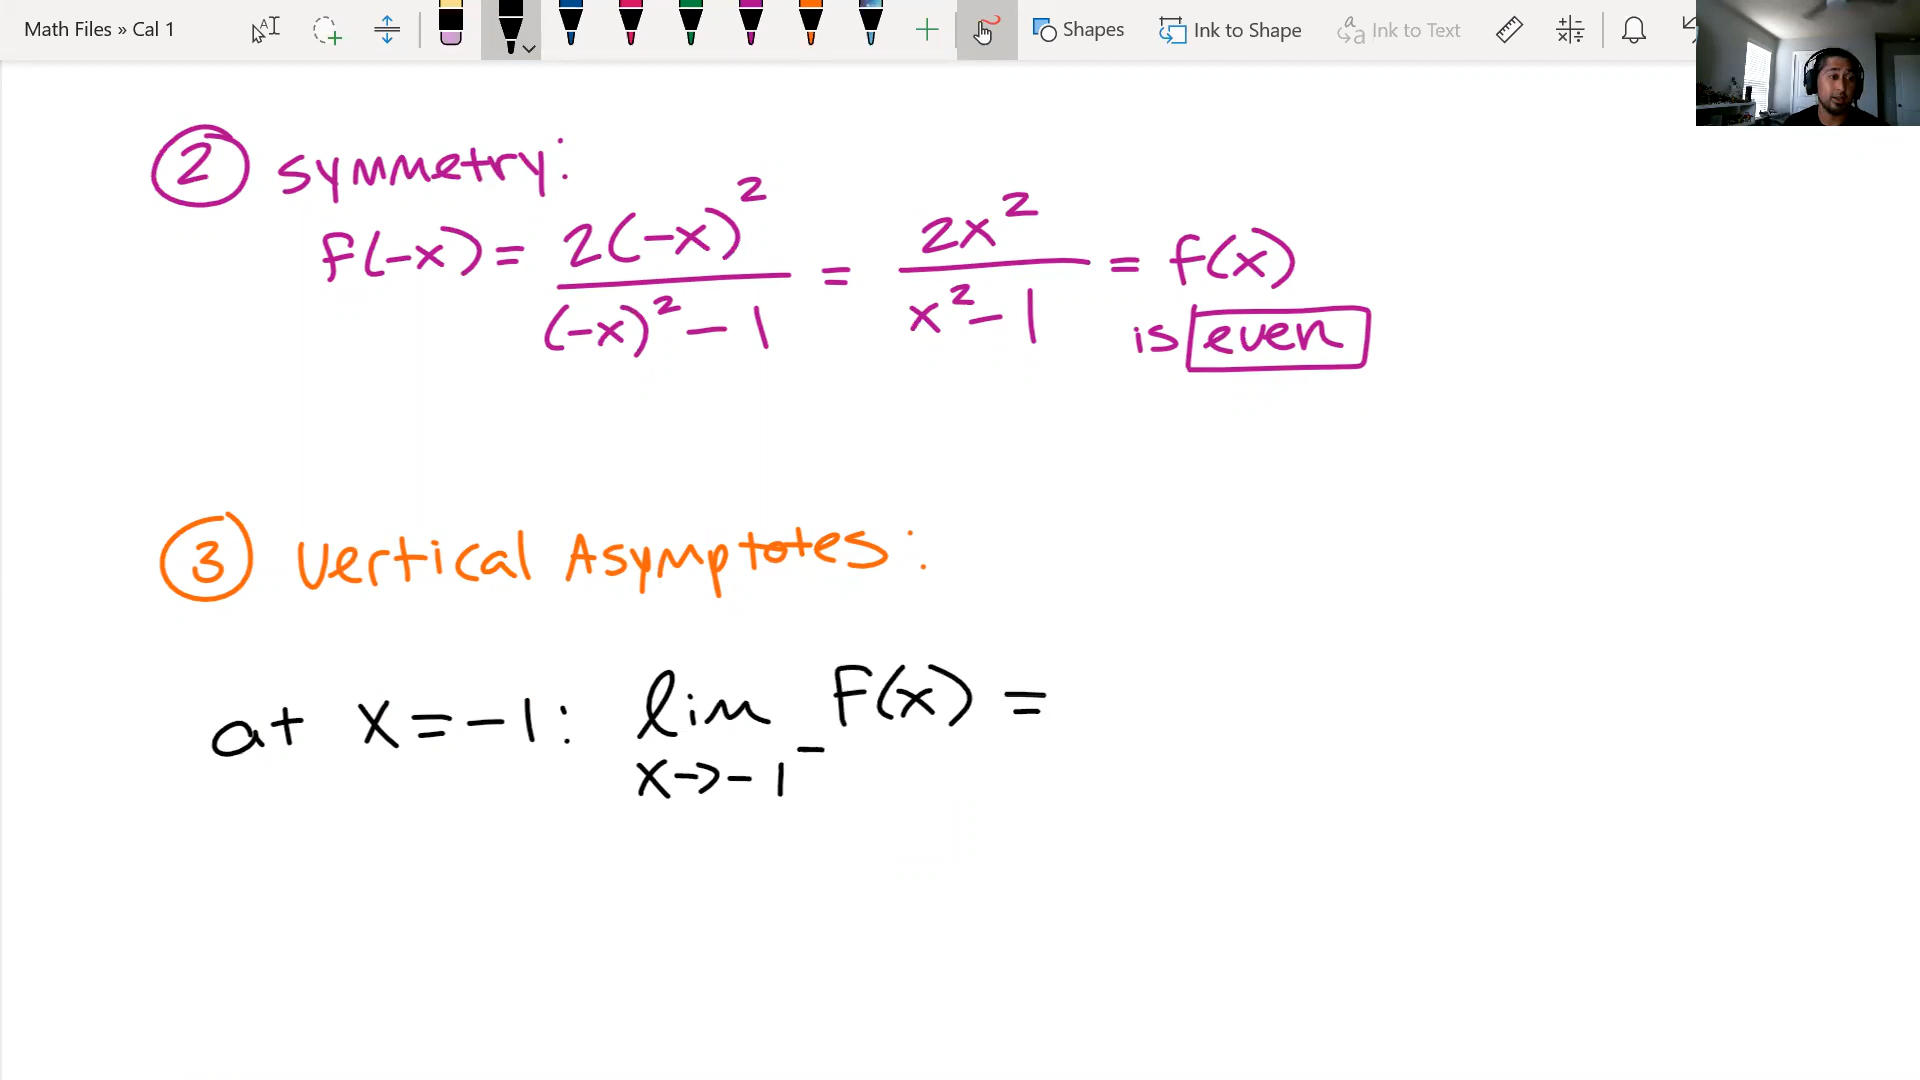 Math Files » Cal 1 Shapes Ink to Shape Ink to Text
② symmetry:
f(-x) = 2(-x)² / (-x)² - 1 = 2x² / x² - 1 = f(x)
is even
③ Vertical Asymptotes:
at x = -1: lim F(x) =
x→-1⁻